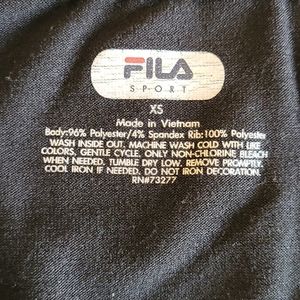 FILA
SPORT
XS
Made in Vietnam
Body:96% Polyester/4% Spandex Rib:100% Polyester
WASH INSIDE OUT. MACHINE WASH COLD WITH LIKE
COLORS. GENTLE CYCLE. ONLY NON-CHLORINE BLEACH
WHEN NEEDED. TUMBLE DRY LOW. REMOVE PROMPTLY.
COOL IRON IF NEEDED. DO NOT IRON DECORATION.
RN#73277